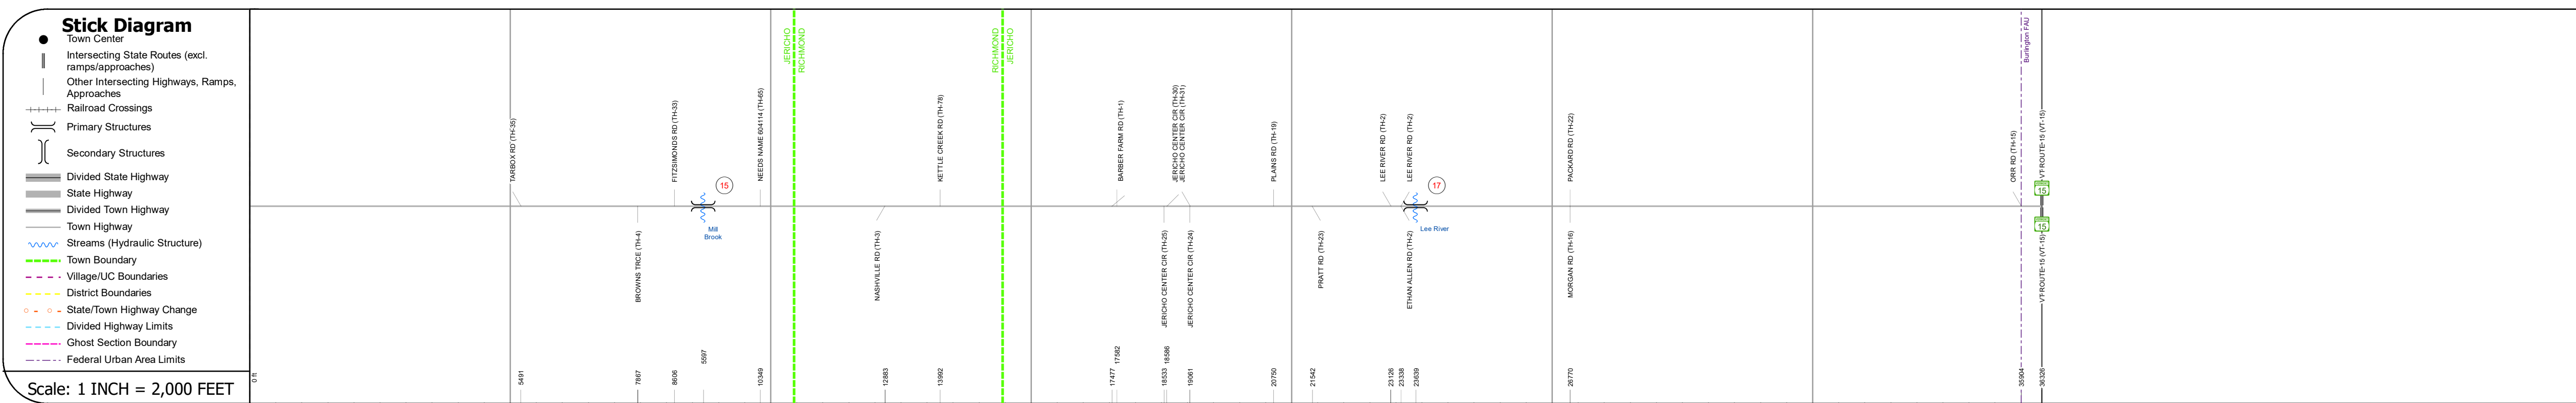 Stick Diagram
Town Center
Intersecting State Routes (excl.
ramps/approaches)
Other Intersecting Highways, Ramps,
Approaches
Railroad Crossings
Primary Structures
Secondary Structures
Divided State Highway
State Highway
Divided Town Highway
Town Highway
Streams (Hydraulic Structure)
Town Boundary
Village/UC Boundaries
District Boundaries
State/Town Highway Change
Divided Highway Limits
Ghost Section Boundary
Federal Urban Area Limits
Scale: 1 INCH = 2,000 FEET
JERICHO
RICHMOND
RICHMOND
JERICHO
Burlington FAU
TARBOX RD (TH-35)
FITZSIMONDS RD (TH-33)
NEEDS NAME 604114 (TH-65)
KETTLE CREEK RD (TH-78)
BARBER FARM RD (TH-1)
JERICHO CENTER CIR (TH-30)
JERICHO CENTER CIR (TH-31)
PLAINS RD (TH-19)
LEE RIVER RD (TH-2)
LEE RIVER RD (TH-2)
PACKARD RD (TH-22)
ORR RD (TH-15)
VT ROUTE 15 (VT-15)
15
17
15
15
Mill
Brook
Lee River
BROWNS TRCE (TH-4)
NASHVILLE RD (TH-3)
JERICHO CENTER CIR (TH-25)
JERICHO CENTER CIR (TH-24)
PRATT RD (TH-23)
ETHAN ALLEN RD (TH-2)
MORGAN RD (TH-16)
VT ROUTE 15 (VT-15)
0 ft
5491
7867
8606
5597
10349
12883
13992
17477
17582
18533
18586
19061
20750
21542
23126
23338
23639
26770
35904
36326